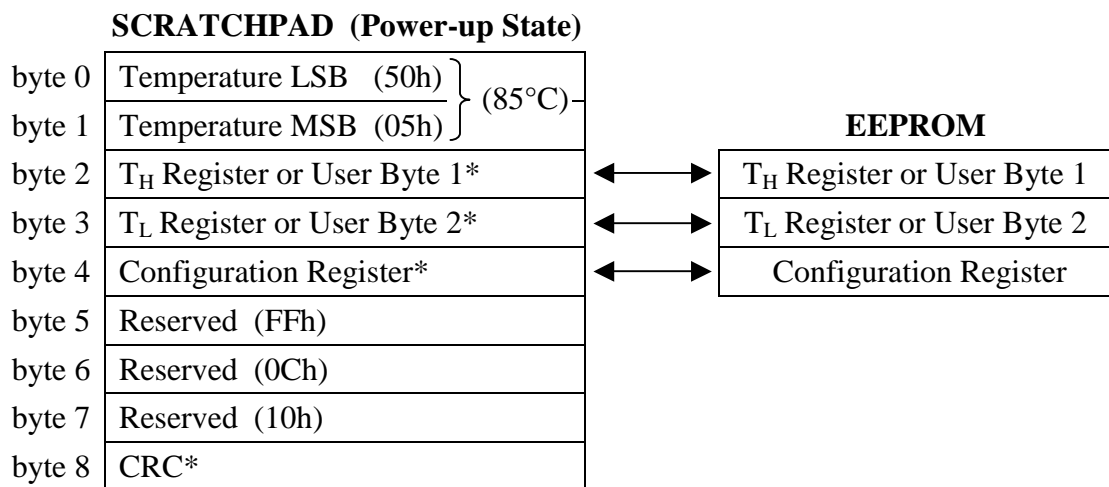 SCRATCHPAD (Power-up State)
byte 0 Temperature LSB (50h)
(85°C)
byte 1 Temperature MSB (05h)
EEPROM
byte 2 TH Register or User Byte 1* TH Register or User Byte 1
byte 3 TL Register or User Byte 2* TL Register or User Byte 2
byte 4 Configuration Register* Configuration Register
byte 5 Reserved (FFh)
byte 6 Reserved (0Ch)
byte 7 Reserved (10h)
byte 8 CRC*